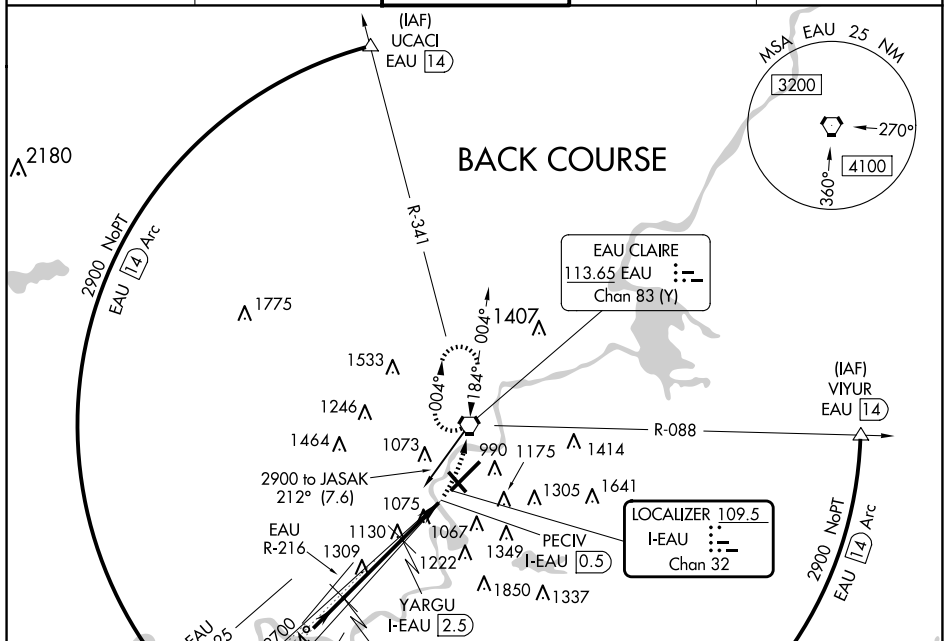 (IAF)
UCACI
EAU 14
MSA EAU 25 NM
3200
270°
4100
360°
2180
BACK COURSE
2900 NoPT
EAU 14 Arc
R-341
EAU CLAIRE
113.65 EAU
Chan 83 (Y)
1775
1407
004°
1533
004°
184°
(IAF)
VIYUR
EAU 14
1246
R-088
1464
1073
990
1175
1414
2900 to JASAK
212° (7.6)
1075
1305
1641
LOCALIZER 109.5
I-EAU
Chan 32
EAU
R-216
1130
1067
1309
1222
1349
PECIV
I-EAU 0.5
2900 NoPT
EAU 14 Arc
1850
1337
YARGU
I-EAU 2.5
EAU
25
2700